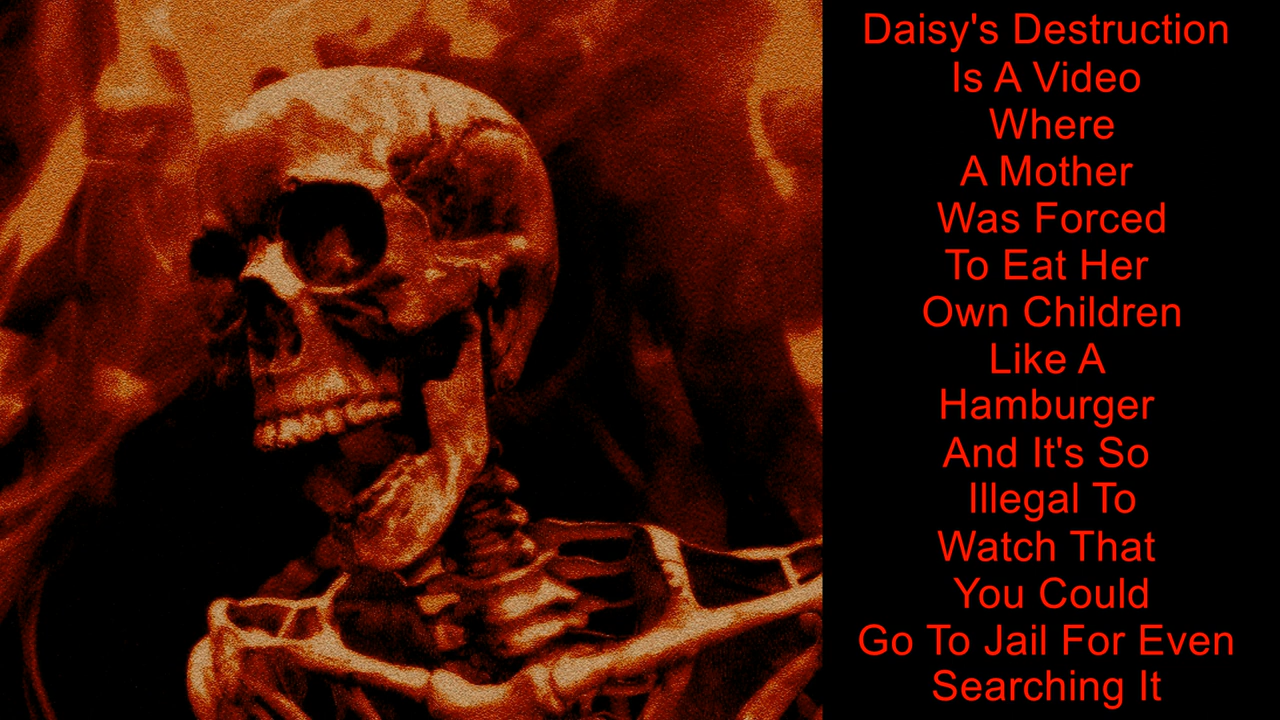 Daisy's Destruction
Is A Video
Where
A Mother
Was Forced
To Eat Her
Own Children
Like A
Hamburger
And It's So
Illegal To
Watch That
You Could
Go To Jail For Even
Searching It